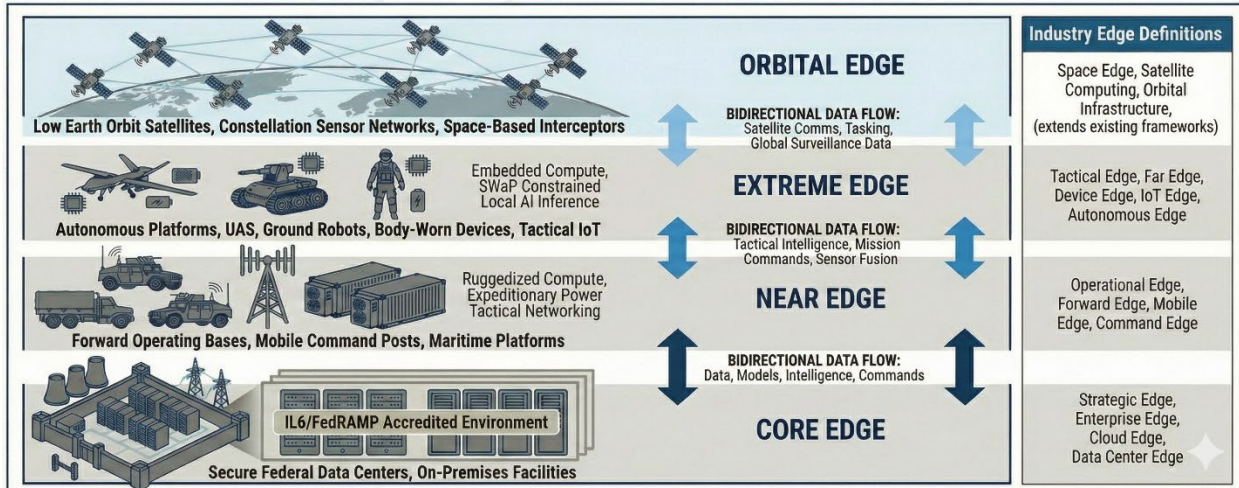 Industry Edge Definitions
ORBITAL EDGE
Low Earth Orbit Satellites, Constellation Sensor Networks, Space-Based Interceptors
BIDIRECTIONAL DATA FLOW:
Satellite Comms, Tasking,
Global Surveillance Data
Space Edge, Satellite
Computing, Orbital
Infrastructure,
(extends existing frameworks)
Embedded Compute,
SWaP Constrained
Local AI Inference
Autonomous Platforms, UAS, Ground Robots, Body-Worn Devices, Tactical IoT
EXTREME EDGE
BIDIRECTIONAL DATA FLOW:
Tactical Intelligence, Mission
Commands, Sensor Fusion
Tactical Edge, Far Edge,
Device Edge, IoT Edge,
Autonomous Edge
Ruggedized Compute,
Expeditionary Power
Tactical Networking
Forward Operating Bases, Mobile Command Posts, Maritime Platforms
NEAR EDGE
BIDIRECTIONAL DATA FLOW:
Data, Models, Intelligence, Commands
Operational Edge,
Forward Edge, Mobile
Edge, Command Edge
IL6/FedRAMP Accredited Environment
Secure Federal Data Centers, On-Premises Facilities
CORE EDGE
Strategic Edge,
Enterprise Edge,
Cloud Edge,
Data Center Edge